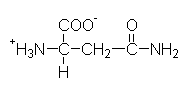 COO⁻ O
⁺H₃N–C–CH₂–C–NH₂
H